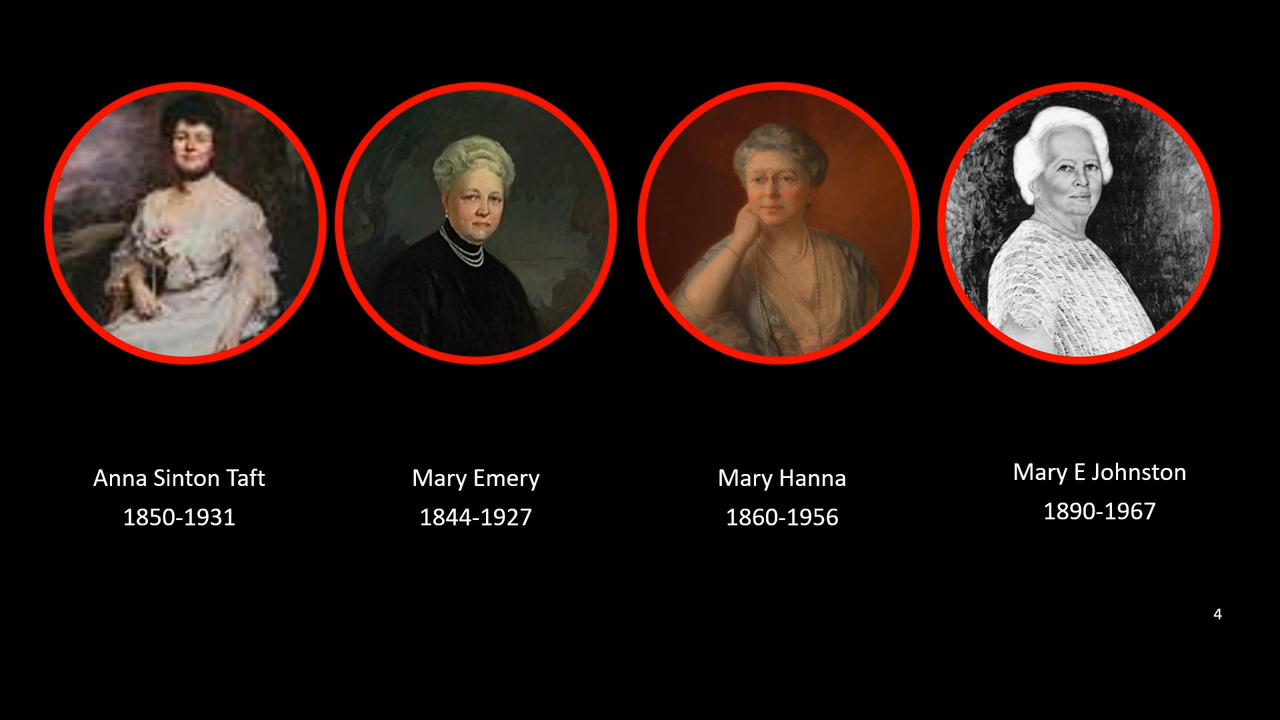 Anna Sinton Taft
1850-1931
Mary Emery
1844-1927
Mary Hanna
1860-1956
Mary E Johnston
1890-1967
4